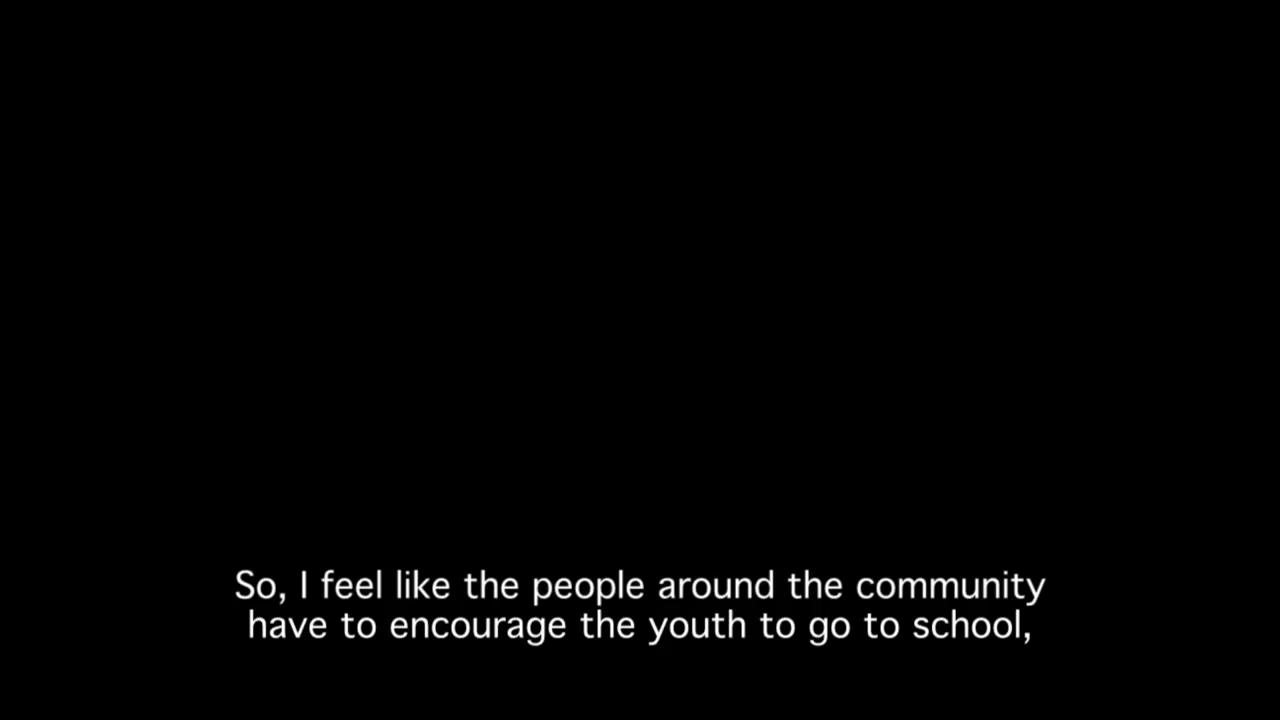 So, I feel like the people around the community
have to encourage the youth to go to school,